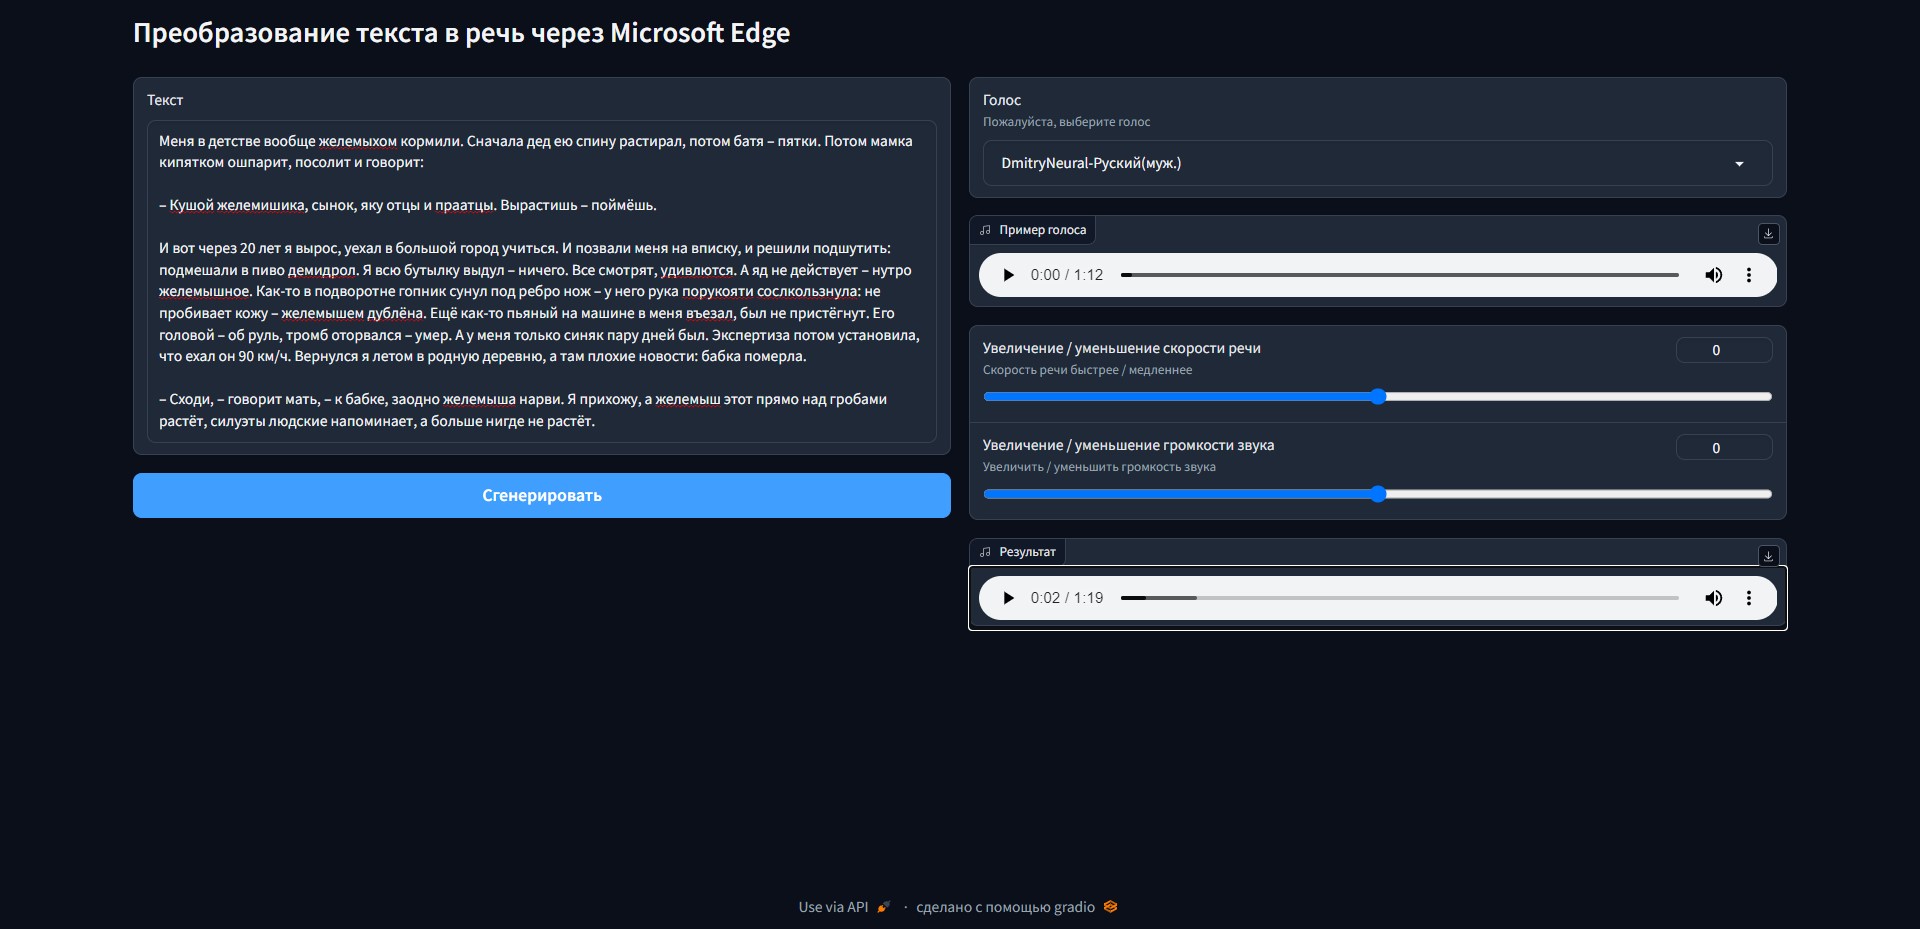 Преобразование текста в речь через Microsoft Edge
Текст
Меня в детстве вообще желемыхом кормили. Сначала дед ею спину растирал, потом батя – пятки. Потом мамка
кипятком ошпарит, посолит и говорит:
– Кушой желемишика, сынок, яку отцы и праатцы. Вырастишь – поймёшь.
И вот через 20 лет я вырос, уехал в большой город учиться. И позвали меня на вписку, и решили подшутить:
подмешали в пиво демидрол. Я всю бутылку выдул – ничего. Все смотрят, удивлются. А яд не действует – нутро
желемышное. Как-то в подворотне гопник сунул под ребро нож – у него рука порукояти сослкользнула: не
пробивает кожу – желемышем дублёна. Ещё как-то пьяный на машине в меня въезал, был не пристёгнут. Его
головой – об руль, тромб оторвался – умер. А у меня только синяк пару дней был. Экспертиза потом установила,
что ехал он 90 км/ч. Вернулся я летом в родную деревню, а там плохие новости: бабка померла.
– Сходи, – говорит мать, – к бабке, заодно желемыша нарви. Я прихожу, а желемыш этот прямо над гробами
растёт, силуэты людские напоминает, а больше нигде не растёт.
Сгенерировать
Голос
Пожалуйста, выберите голос
DmitryNeural-Руский(муж.)
Пример голоса
0:00 / 1:12
Увеличение / уменьшение скорости речи
0
Скорость речи быстрее / медленнее
Увеличение / уменьшение громкости звука
0
Увеличить / уменьшить громкость звука
Результат
0:02 / 1:19
Use via API · сделано с помощью gradio